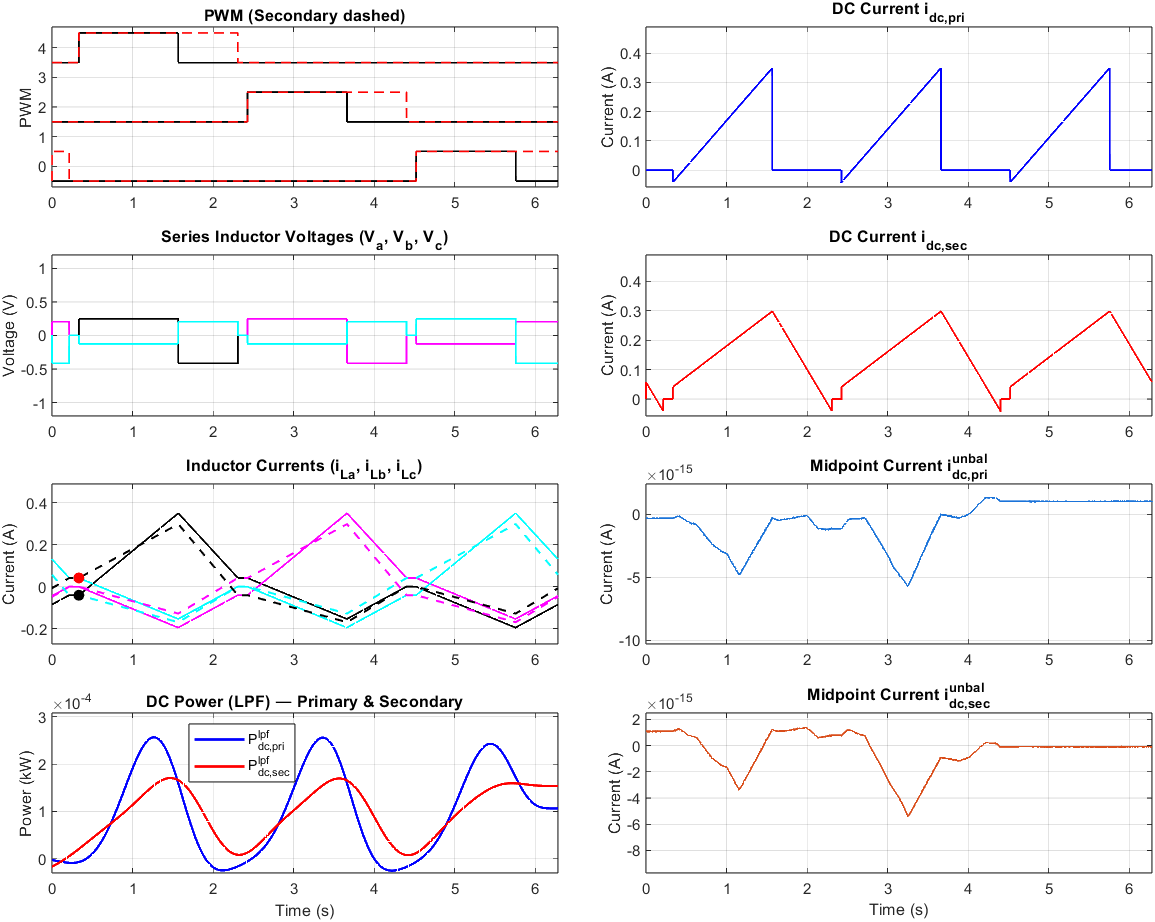 PWM (Secondary dashed)
PWM
4
3
2
1
0
0 1 2 3 4 5 6
DC Current i_dc,pri
Current (A)
0.4
0.3
0.2
0.1
0
0 1 2 3 4 5 6
Series Inductor Voltages (V_a, V_b, V_c)
Voltage (V)
1
0.5
0
-0.5
-1
0 1 2 3 4 5 6
DC Current i_dc,sec
Current (A)
0.4
0.3
0.2
0.1
0
0 1 2 3 4 5 6
Inductor Currents (i_La, i_Lb, i_Lc)
Current (A)
0.4
0.2
0
-0.2
0 1 2 3 4 5 6
Midpoint Current i^unbal_dc,pri
×10^-15
Current (A)
0
-5
-10
0 1 2 3 4 5 6
DC Power (LPF) — Primary & Secondary
×10^-4
Power (kW)
3
2
1
0
P^lpf_dc,pri
P^lpf_dc,sec
0 1 2 3 4 5 6
Time (s)
Midpoint Current i^unbal_dc,sec
×10^-15
Current (A)
2
0
-2
-4
-6
-8
0 1 2 3 4 5 6
Time (s)